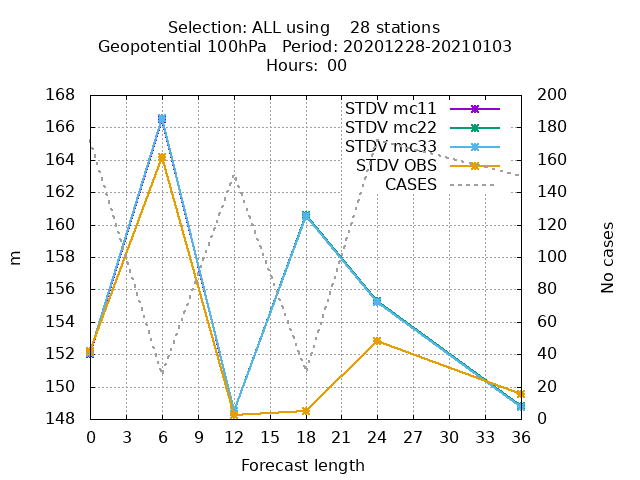 Selection: ALL using    28 stations
Geopotential 100hPa   Period: 20201228-20210103
Hours:  00
168
166
164
162
160
158
156
154
152
150
148
m
200
180
160
140
120
100
80
60
40
20
0
No cases
STDV mc11
STDV mc22
STDV mc33
STDV OBS
CASES
0 3 6 9 12 15 18 21 24 27 30 33 36
Forecast length